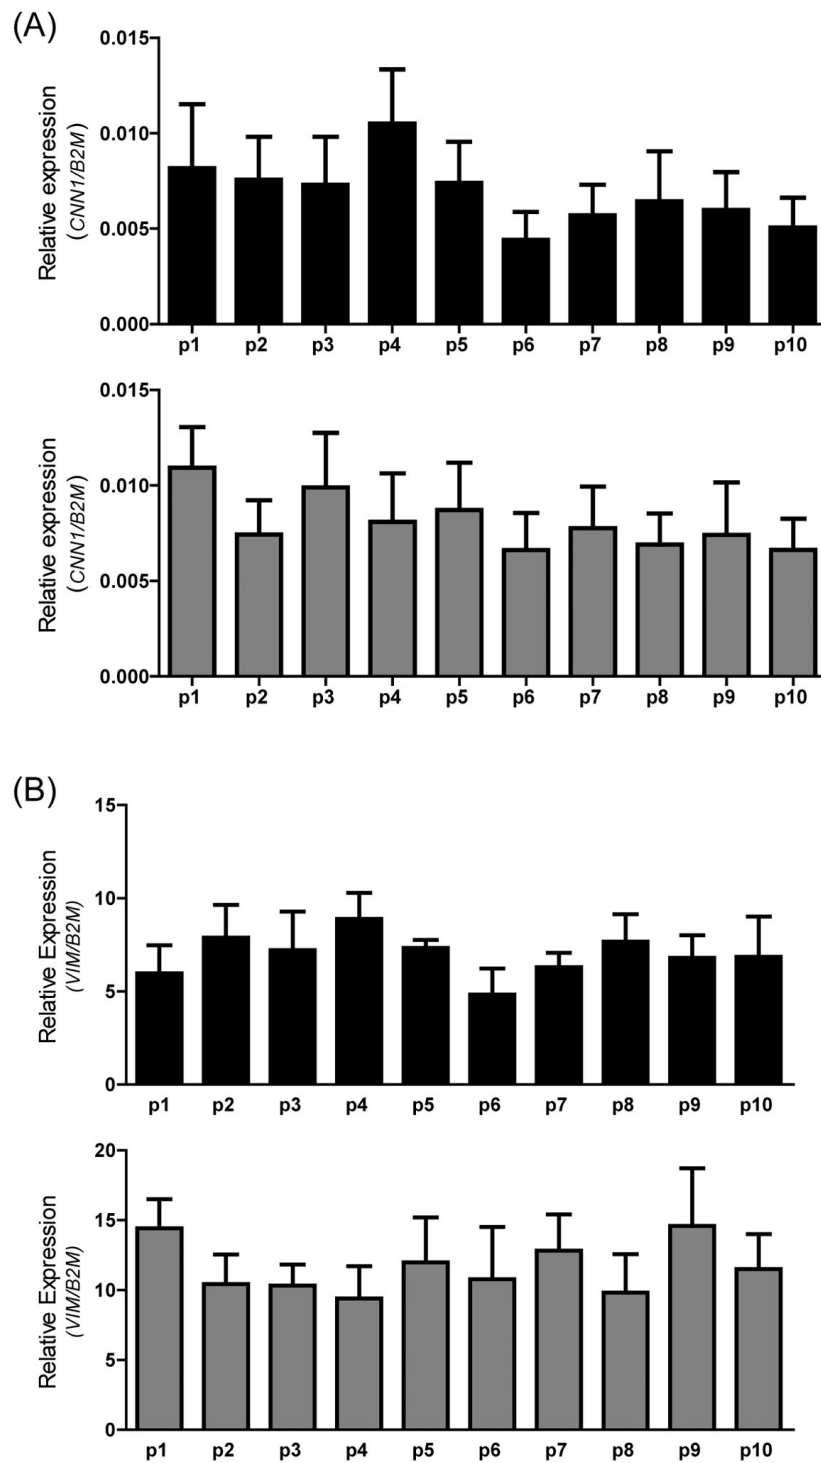 (A)
0.015
0.010
0.005
0.000
Relative expression
(CNN1/B2M)
p1 p2 p3 p4 p5 p6 p7 p8 p9 p10
0.015
0.010
0.005
0.000
Relative expression
(CNN1/B2M)
p1 p2 p3 p4 p5 p6 p7 p8 p9 p10
(B)
15
10
5
0
Relative Expression
(VIM/B2M)
p1 p2 p3 p4 p5 p6 p7 p8 p9 p10
20
15
10
5
0
Relative Expression
(VIM/B2M)
p1 p2 p3 p4 p5 p6 p7 p8 p9 p10